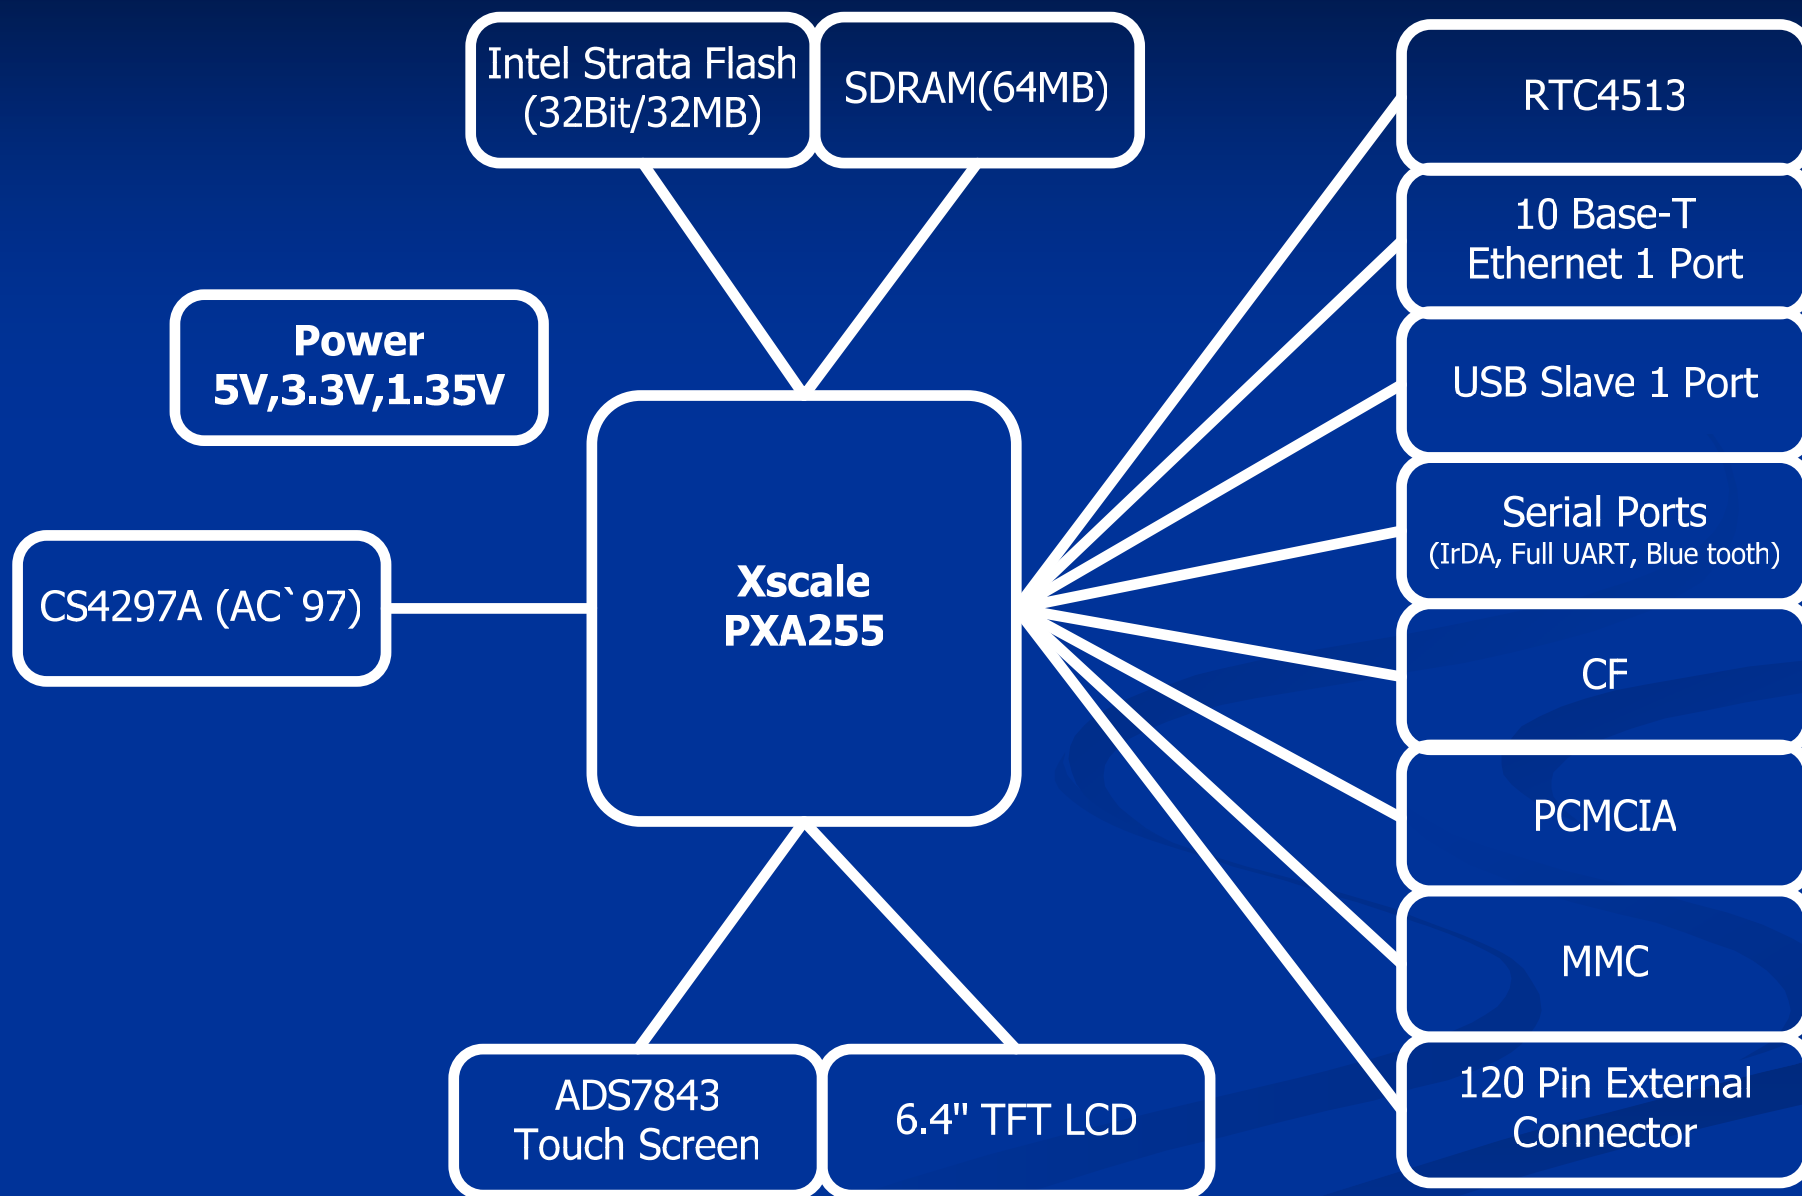 Intel Strata Flash
(32Bit/32MB)
SDRAM(64MB)
RTC4513
10 Base-T
Ethernet 1 Port
USB Slave 1 Port
Serial Ports
(IrDA, Full UART, Blue tooth)
CF
PCMCIA
MMC
120 Pin External
Connector
Power
5V,3.3V,1.35V
CS4297A (AC`97)
Xscale
PXA255
ADS7843
Touch Screen
6.4" TFT LCD